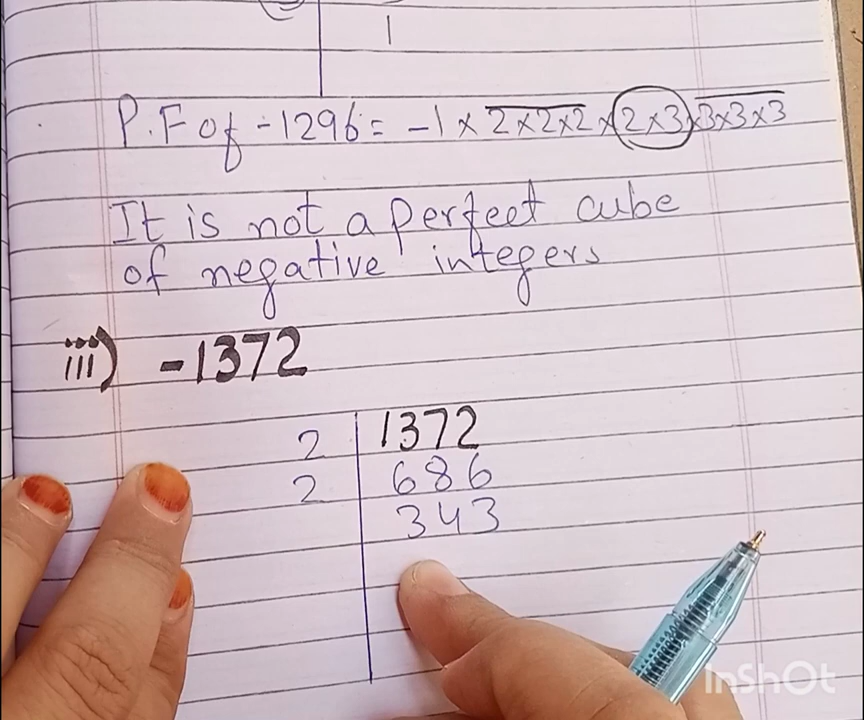 1
P.F of -1296 = -1 × 2×2×2 × 2×3 × 3×3×3
It is not a perfect cube
of negative integers
iii) -1372
2 | 1372
2 | 686
343
InShOt